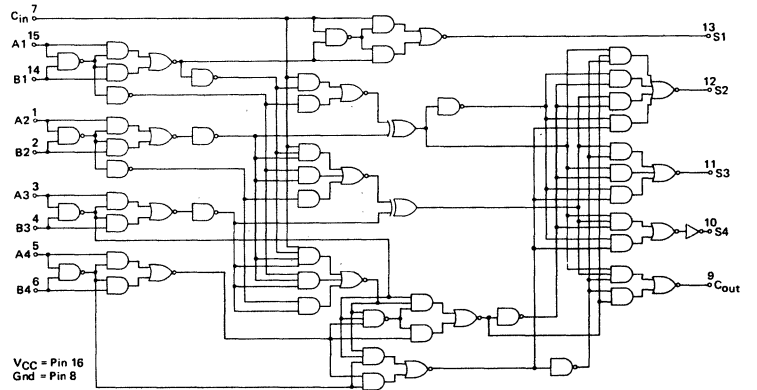 Cin 7
13 S1
A1 15
B1 14
12 S2
A2 1
B2 2
11 S3
A3 3
B3 4
10 S4
A4 5
B4 6
9 Cout
VCC = Pin 16
Gnd = Pin 8